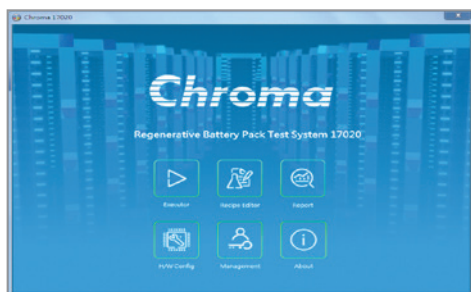 Chroma 17020
Chroma
Regenerative Battery Pack Test System 17020
Executor
Recipe Editor
Report
H/W Config
Management
About